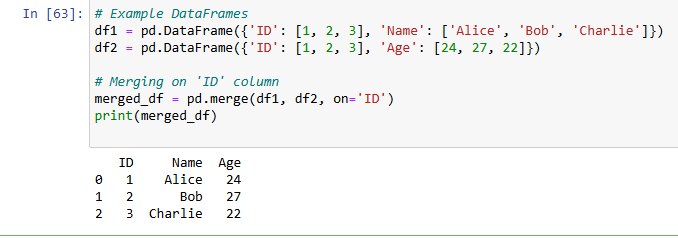 In [63]: # Example DataFrames
df1 = pd.DataFrame({'ID': [1, 2, 3], 'Name': ['Alice', 'Bob', 'Charlie']})
df2 = pd.DataFrame({'ID': [1, 2, 3], 'Age': [24, 27, 22]})
# Merging on 'ID' column
merged_df = pd.merge(df1, df2, on='ID')
print(merged_df)
ID Name Age
0 1 Alice 24
1 2 Bob 27
2 3 Charlie 22